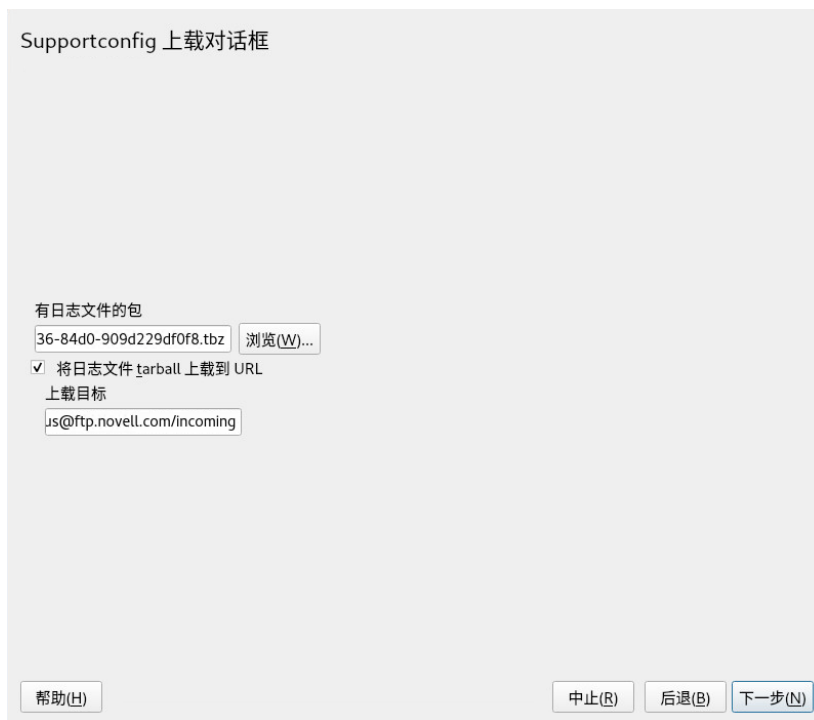 Supportconfig 上载对话框
有日志文件的包
36-84d0-909d229df0f8.tbz 浏览(W)...
将日志文件 tarball 上载到 URL
上载目标
us@ftp.novell.com/incoming
帮助(H) 中止(R) 后退(B) 下一步(N)